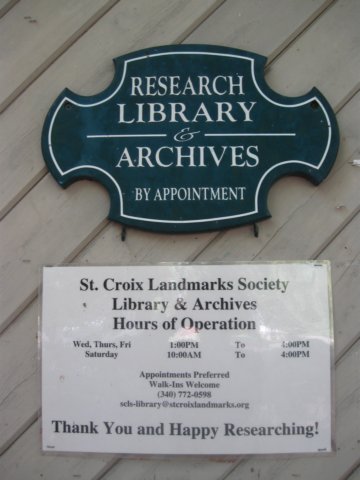 RESEARCH
LIBRARY
&
ARCHIVES
BY APPOINTMENT
St. Croix Landmarks Society
Library & Archives
Hours of Operation
Wed, Thurs, Fri 1:00PM To 4:00PM
Saturday 10:00AM To 4:00PM
Appointments Preferred
Walk-Ins Welcome
(340) 772-0598
scls-library@stcroixlandmarks.org
Thank You and Happy Researching!